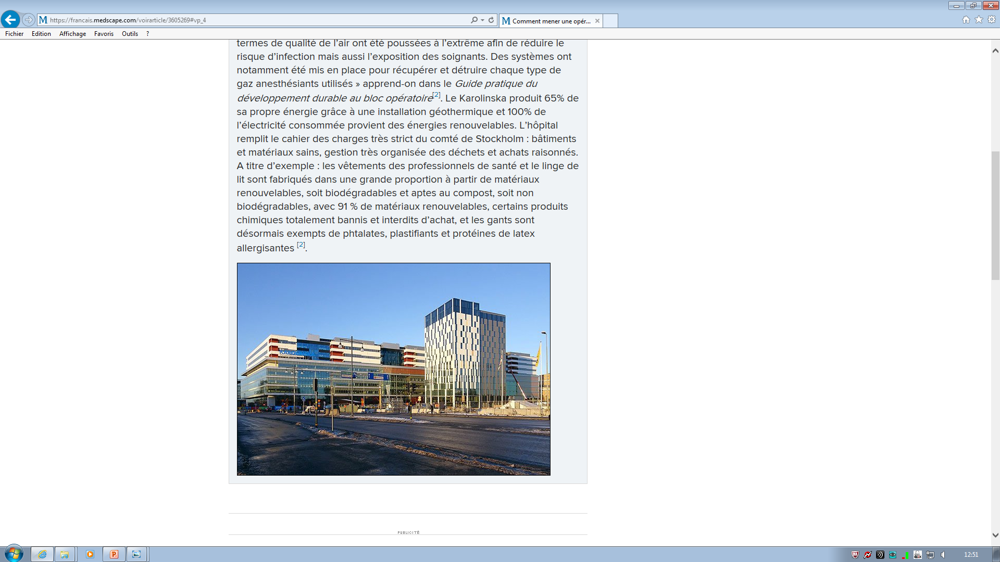 https://francais.medscape.com/voirarticle/3605269#vp_4
Comment mener une opér...
Fichier Edition Affichage Favoris Outils ?
termes de qualité de l’air ont été poussées à l’extrême afin de réduire le
risque d’infection mais aussi l’exposition des soignants. Des systèmes ont
notamment été mis en place pour récupérer et détruire chaque type de
gaz anesthésiants utilisés » apprend-on dans le Guide pratique du
développement durable au bloc opératoire[2]. Le Karolinska produit 65% de
sa propre énergie grâce à une installation géothermique et 100% de
l’électricité consommée provient des énergies renouvelables. L’hôpital
remplit le cahier des charges très strict du comté de Stockholm : bâtiments
et matériaux sains, gestion très organisée des déchets et achats raisonnés.
A titre d’exemple : les vêtements des professionnels de santé et le linge de
lit sont fabriqués dans une grande proportion à partir de matériaux
renouvelables, soit biodégradables et aptes au compost, soit non
biodégradables, avec 91 % de matériaux renouvelables, certains produits
chimiques totalement bannis et interdits d’achat, et les gants sont
désormais exempts de phtalates, plastifiants et protéines de latex
allergisantes [2].
PUBLICITÉ
12:51